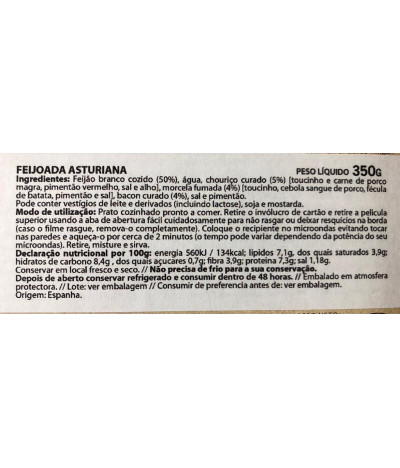 FEIJOADA ASTURIANA PESO LÍQUIDO 350G
Ingredientes: Feijão branco cozido (50%), água, chouriço curado (5%) [toucinho e carne de porco
magra, pimentão vermelho, sal e alho], morcela fumada (4%) [toucinho, cebola sangue de porco, fécula
de batata, pimentão e sal], bacon curado (4%), sal e pimentão.
Pode conter vestígios de leite e derivados (incluindo lactose), soja e mostarda.
Modo de utilização: Prato cozinhado pronto a comer. Retire o invólucro de cartão e retire a película
superior usando a aba de abertura fácil cuidadosamente para não rasgar ou deixar resquícios na borda
(caso o filme rasgue, remova-o completamente). Coloque o recipiente no microondas evitando tocar
nas paredes e aqueça-o por cerca de 2 minutos (o tempo pode variar dependendo da potência do seu
microondas). Retire, misture e sirva.
Declaração nutricional por 100g: energia 560kJ / 134kcal; lípidos 7,1g, dos quais saturados 3,9g;
hidratos de carbono 8,4g , dos quais açucares 0,7g; fibra 3,9g; proteína 7,3g; sal 1,18g.
Conservar em local fresco e seco. // Não precisa de frio para a sua conservação.
Depois de aberto conservar refrigerado e consumir dentro de 48 horas. // Embalado em atmosfera
protectora. // Lote: ver embalagem // Consumir de preferencia antes de: ver embalagem.
Origem: Espanha.